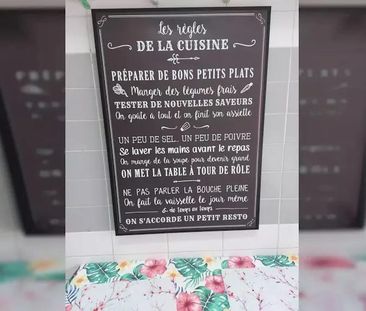 Les règles
DE LA CUISINE
PRÉPARER DE BONS PETITS PLATS
Manger des légumes frais
TESTER DE NOUVELLES SAVEURS
On goûte à tout et on finit son assiette
UN PEU DE SEL... UN PEU DE POIVRE
Se laver les mains avant le repas
On mange de la soupe pour devenir grand
ON MET LA TABLE À TOUR DE RÔLE
NE PAS PARLER LA BOUCHE PLEINE
On fait la vaisselle le jour même
& de temps en temps
ON S'ACCORDE UN PETIT RESTO